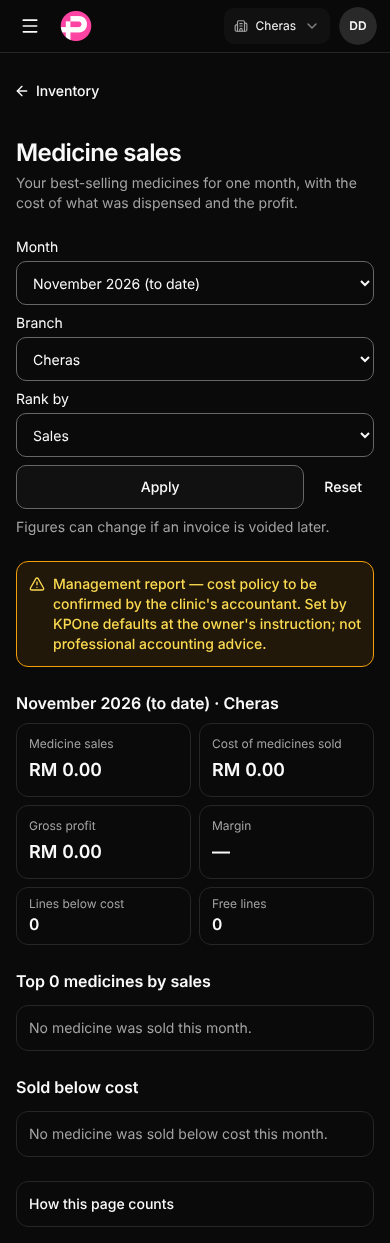 Cheras
DD
Inventory
Medicine sales
Your best-selling medicines for one month, with the
cost of what was dispensed and the profit.
Month
November 2026 (to date)
Branch
Cheras
Rank by
Sales
Apply
Reset
Figures can change if an invoice is voided later.
Management report — cost policy to be
confirmed by the clinic's accountant. Set by
KPOne defaults at the owner's instruction; not
professional accounting advice.
November 2026 (to date) · Cheras
Medicine sales
RM 0.00
Cost of medicines sold
RM 0.00
Gross profit
RM 0.00
Margin
—
Lines below cost
0
Free lines
0
Top 0 medicines by sales
No medicine was sold this month.
Sold below cost
No medicine was sold below cost this month.
How this page counts